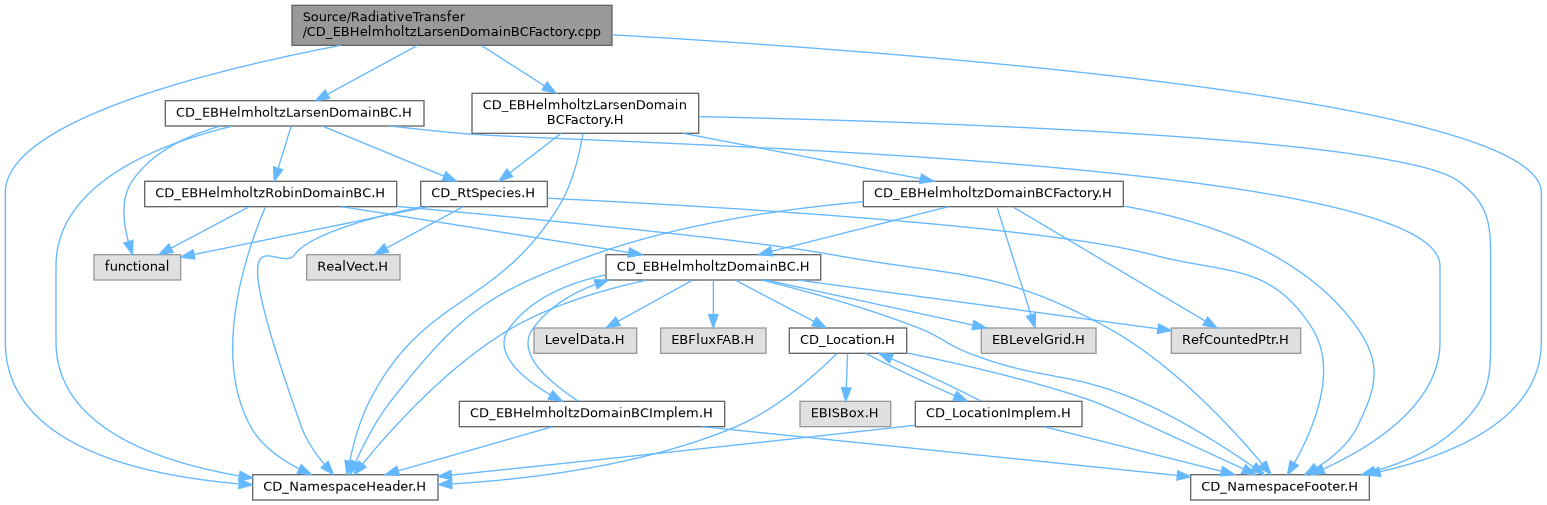 Source/RadiativeTransfer
/CD_EBHelmholtzLarsenDomainBCFactory.cpp
CD_EBHelmholtzLarsenDomainBC.H
CD_EBHelmholtzLarsenDomain
BCFactory.H
CD_EBHelmholtzRobinDomainBC.H
CD_RtSpecies.H
CD_EBHelmholtzDomainBCFactory.H
functional
RealVect.H
CD_EBHelmholtzDomainBC.H
LevelData.H
EBFluxFAB.H
CD_Location.H
EBLevelGrid.H
RefCountedPtr.H
CD_EBHelmholtzDomainBCImplem.H
EBISBox.H
CD_LocationImplem.H
CD_NamespaceHeader.H
CD_NamespaceFooter.H